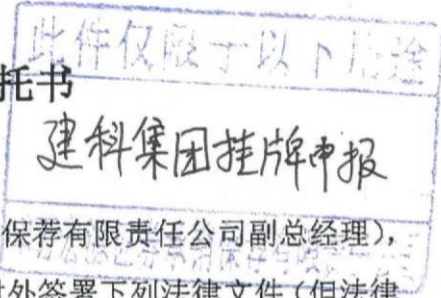 此件仅限于以下用途
托书
建科集团挂牌申报
保荐有限责任公司副总经理),
对外签署下列法律文件(但法律